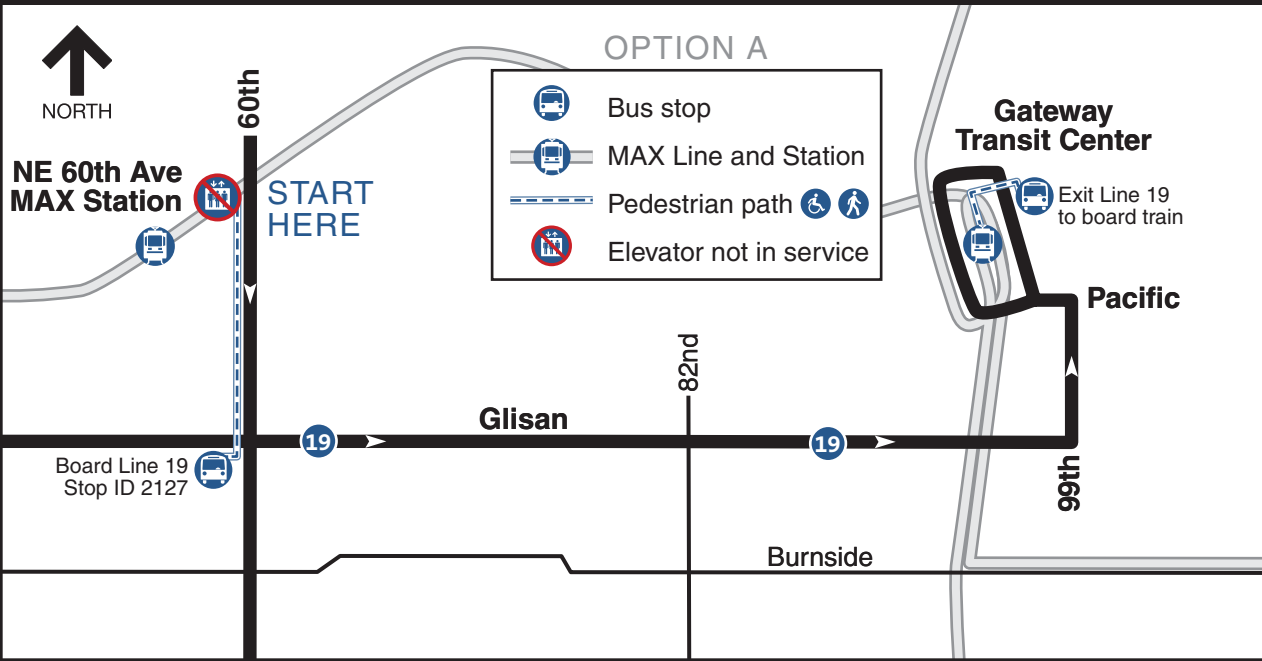 OPTION A
NORTH
60th
NE 60th Ave
MAX Station
START
HERE
Bus stop
MAX Line and Station
Pedestrian path
Elevator not in service
Gateway
Transit Center
Exit Line 19
to board train
Pacific
82nd
Glisan
19
19
Board Line 19
Stop ID 2127
99th
Burnside